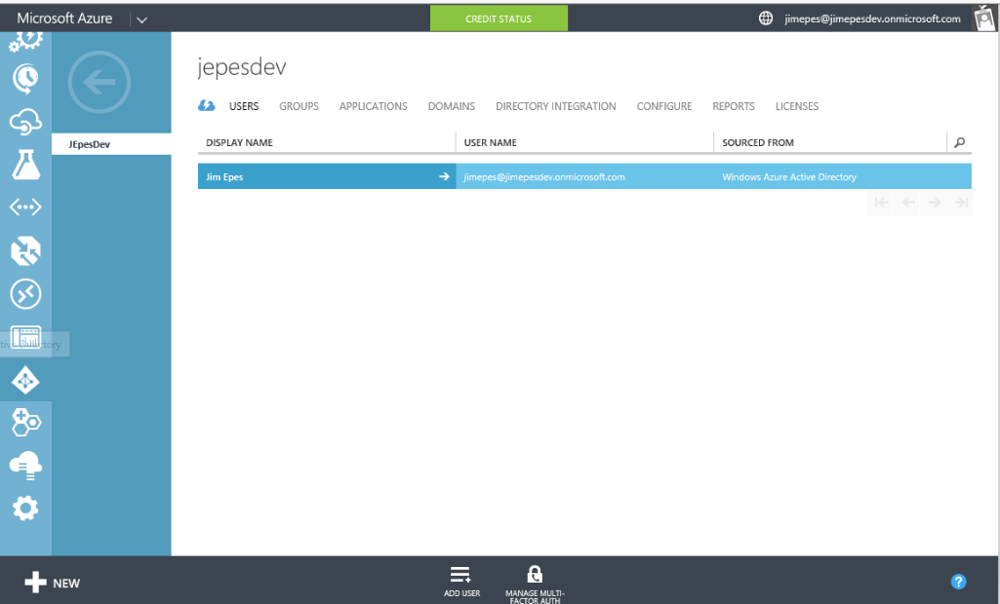 Microsoft Azure
CREDIT STATUS
jimepes@jimepesdev.onmicrosoft.com
JEpesDev
jepesdev
USERS GROUPS APPLICATIONS DOMAINS DIRECTORY INTEGRATION CONFIGURE REPORTS LICENSES
DISPLAY NAME USER NAME SOURCED FROM
Jim Epes jimepes@jimepesdev.onmicrosoft.com Windows Azure Active Directory
NEW
ADD USER
MANAGE MULTI-
FACTOR AUTH
?